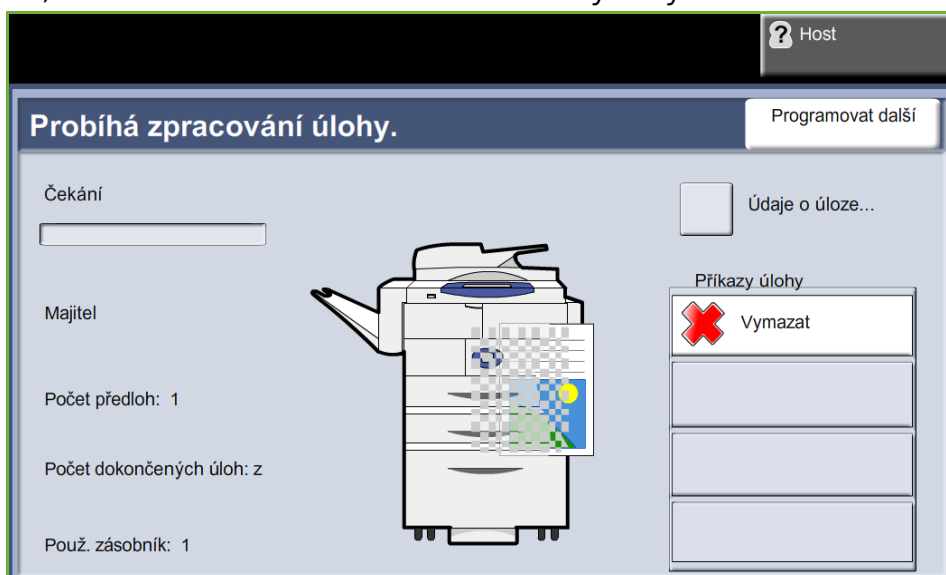 Host
Probíhá zpracování úlohy.
Programovat další
Čekání
Údaje o úloze...
Příkazy úlohy
Majitel
Vymazat
Počet předloh: 1
Počet dokončených úloh: z
Použ. zásobník: 1